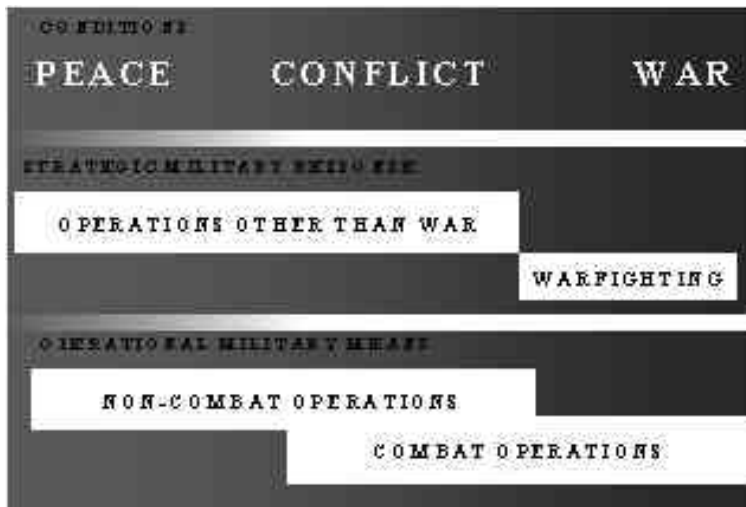 CONDITIONS
PEACE CONFLICT WAR
STRATEGIC MILITARY RESPONSE
OPERATIONS OTHER THAN WAR
WARFIGHTING
OPERATIONAL MILITARY MEANS
NON-COMBAT OPERATIONS
COMBAT OPERATIONS